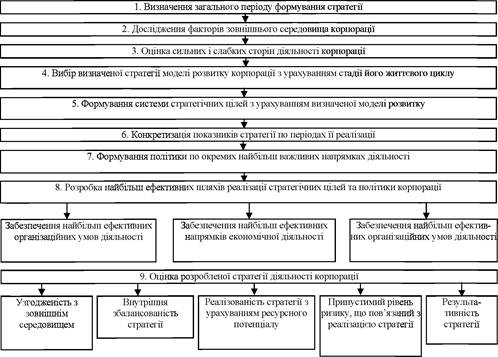 1. Визначення загального періоду формування стратегії
2. Дослідження факторів зовнішнього середовища корпорації
3. Оцінка сильних і слабких сторін діяльності корпорації
4. Вибір визначеної стратегії моделі розвитку корпорації з урахуванням стадії його життєвого циклу
5. Формування системи стратегічних цілей з урахуванням визначеної моделі розвитку
6. Конкретизація показників стратегії по періодах її реалізації
7. Формування політики по окремих найбільш важливих напрямках діяльності
8. Розробка найбільш ефективних шляхів реалізації стратегічних цілей та політики корпорації
Забезпечення найбільш ефективних
організаційних умов діяльності
Забезпечення найбільш ефективних
напрямків економічної діяльності
Забезпечення найбільш ефектив-
них організаційних умов діяльності
9. Оцінка розробленої стратегії діяльності корпорації
Узгодженість з
зовнішнім
середовищем
Внутрішня
збалансованість
стратегії
Реалізованість стратегії з
урахуванням ресурсного
потенціалу
Припустимий рівень
ризику, що пов'язаний з
реалізацією стратегії
Результа-
тивність
стратегії